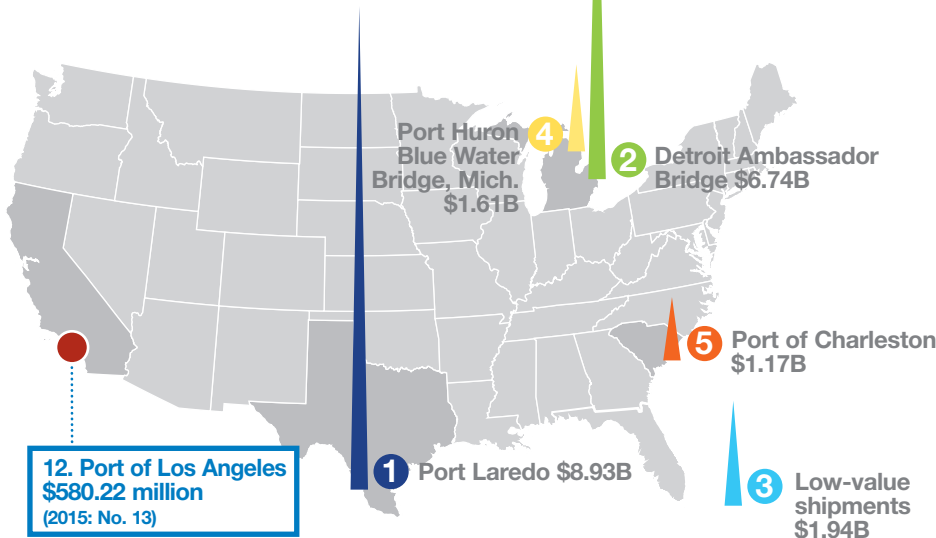 4
Port Huron
Blue Water
Bridge, Mich.
$1.61B
2
Detroit Ambassador
Bridge $6.74B
5
Port of Charleston
$1.17B
1
Port Laredo $8.93B
3
Low-value
shipments
$1.94B
12. Port of Los Angeles
$580.22 million
(2015: No. 13)